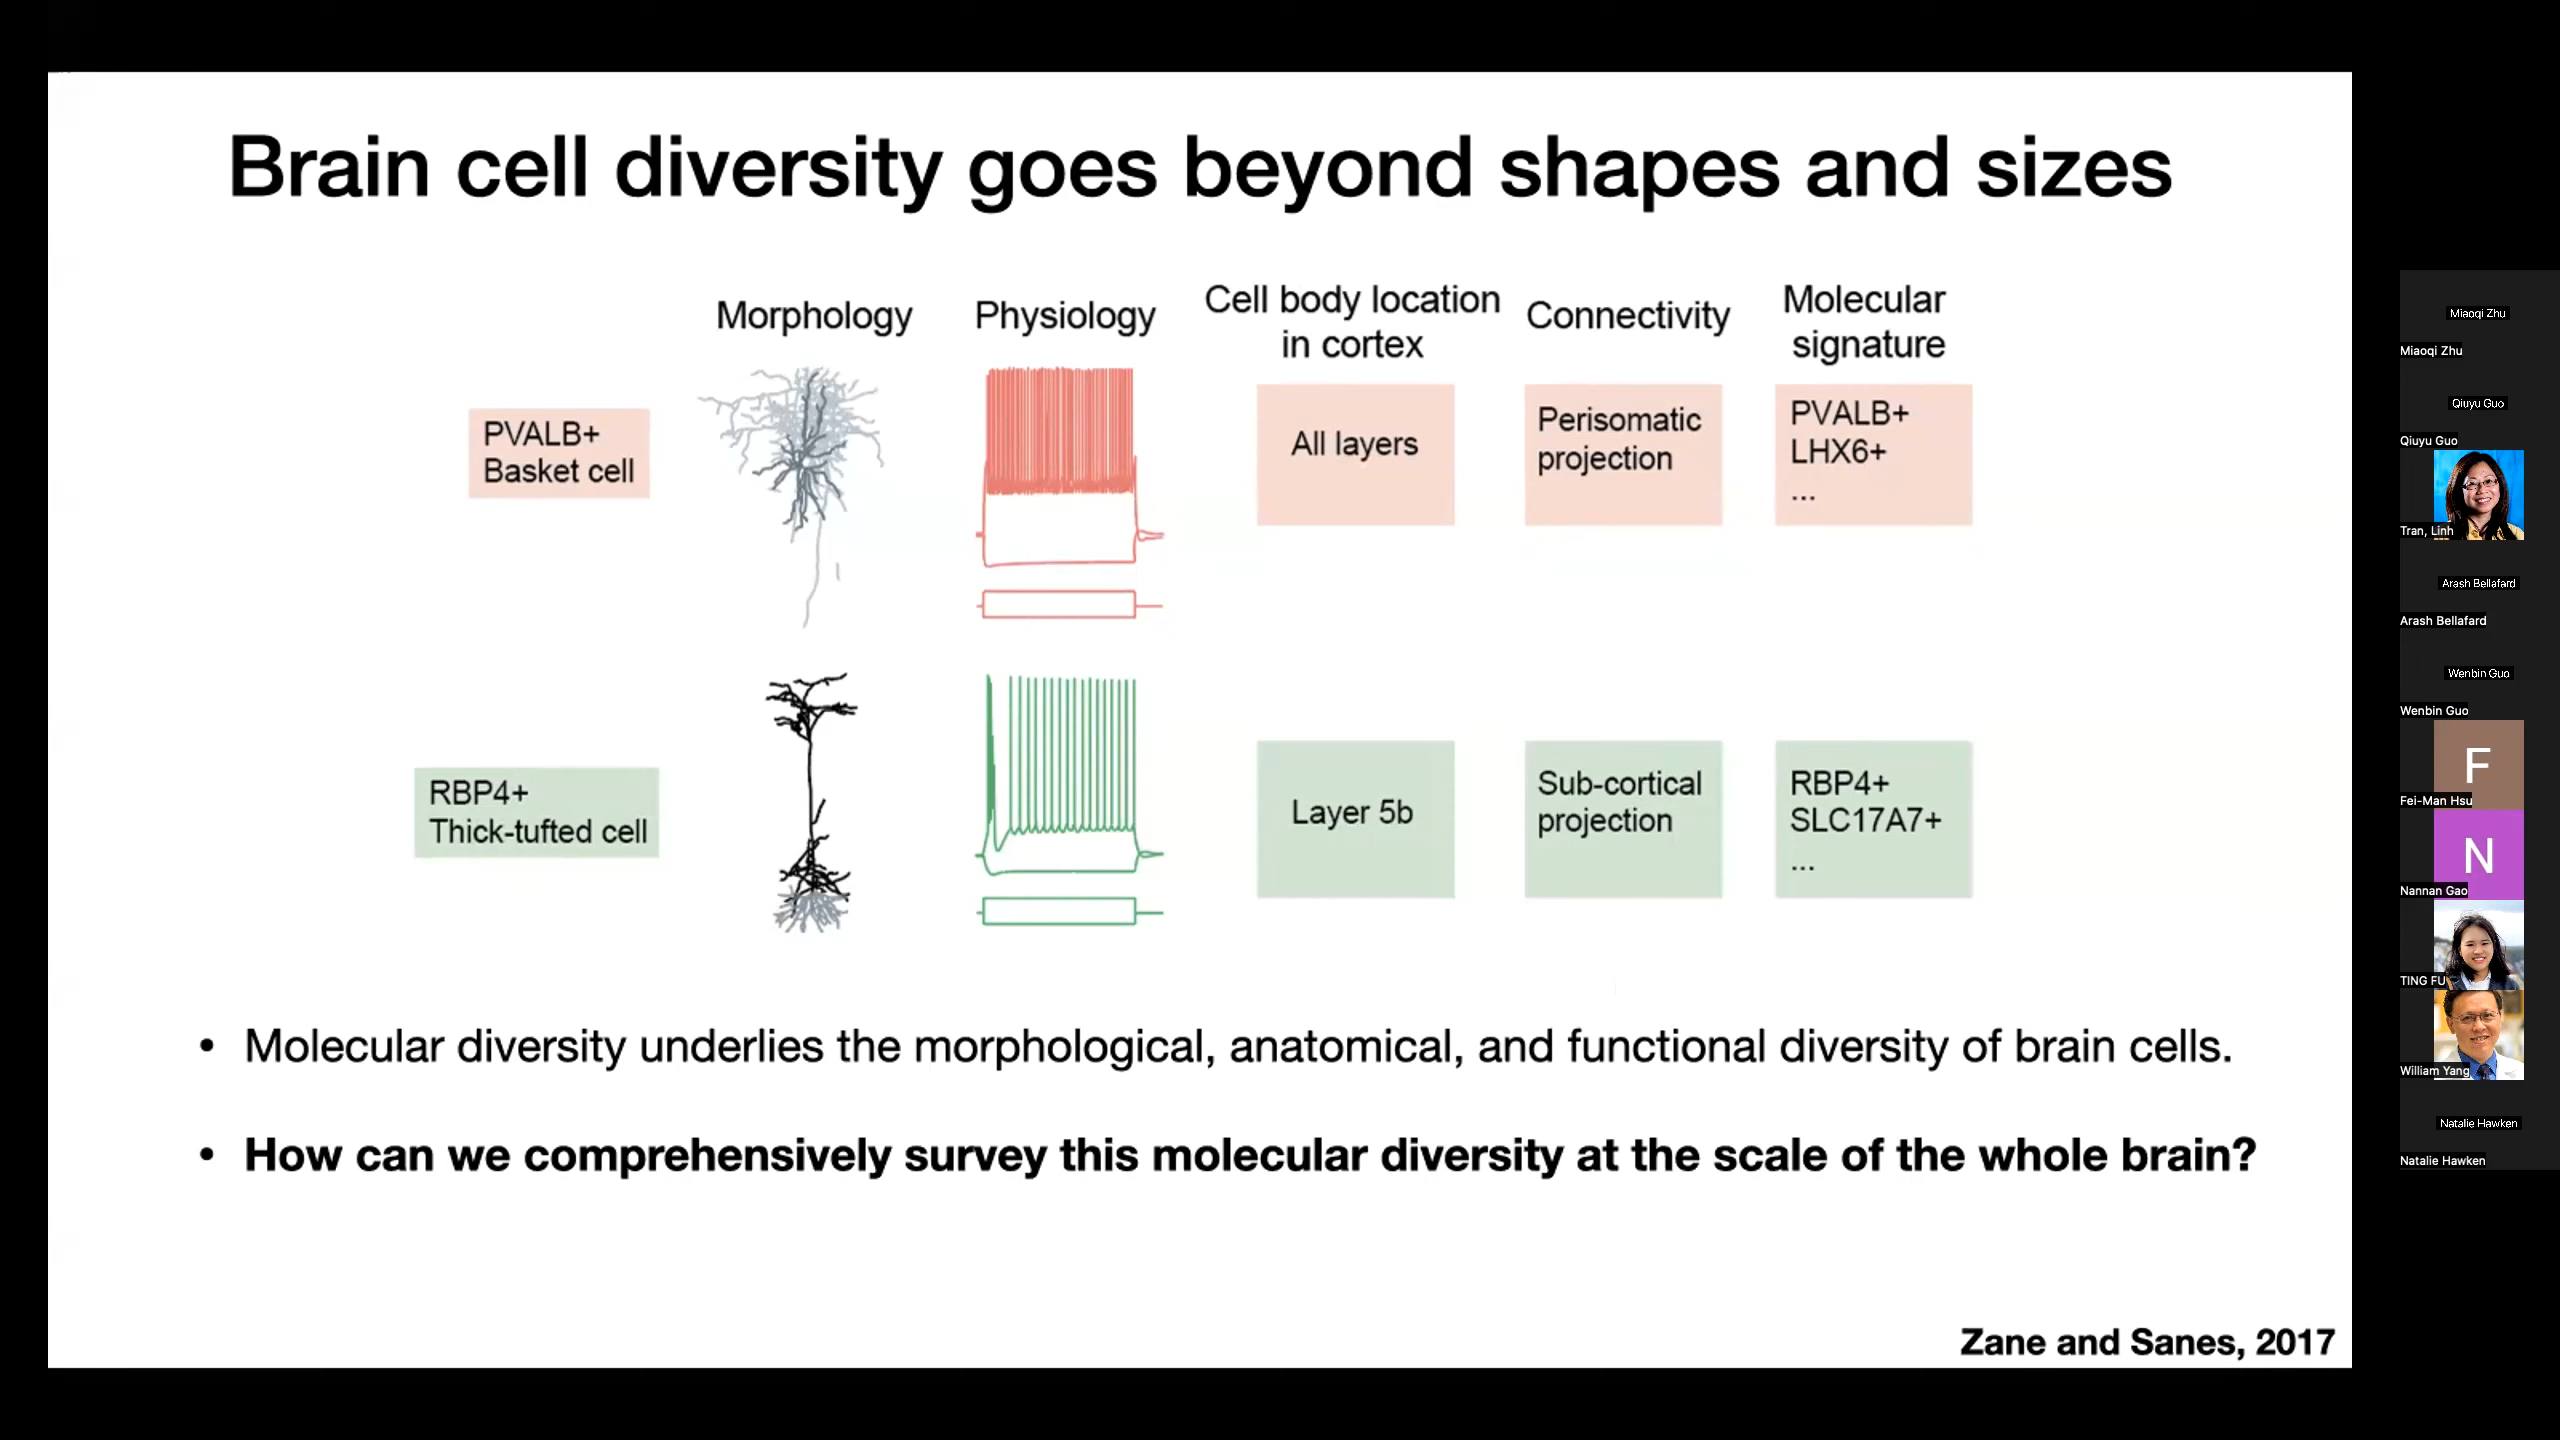 Brain cell diversity goes beyond shapes and sizes
Morphology
Physiology
Cell body location
in cortex
Connectivity
Molecular
signature
PVALB+
Basket cell
All layers
Perisomatic
projection
PVALB+
LHX6+
...
RBP4+
Thick-tufted cell
Layer 5b
Sub-cortical
projection
RBP4+
SLC17A7+
...
• Molecular diversity underlies the morphological, anatomical, and functional diversity of brain cells.
• How can we comprehensively survey this molecular diversity at the scale of the whole brain?
Zane and Sanes, 2017
Miaoqi Zhu
Miaoqi Zhu
Qiuyu Guo
Qiuyu Guo
Tran, Linh
Arash Bellafard
Arash Bellafard
Wenbin Guo
Wenbin Guo
F
Fei-Man Hsu
N
Nannan Gao
TING FU
William Yang
Natalie Hawken
Natalie Hawken